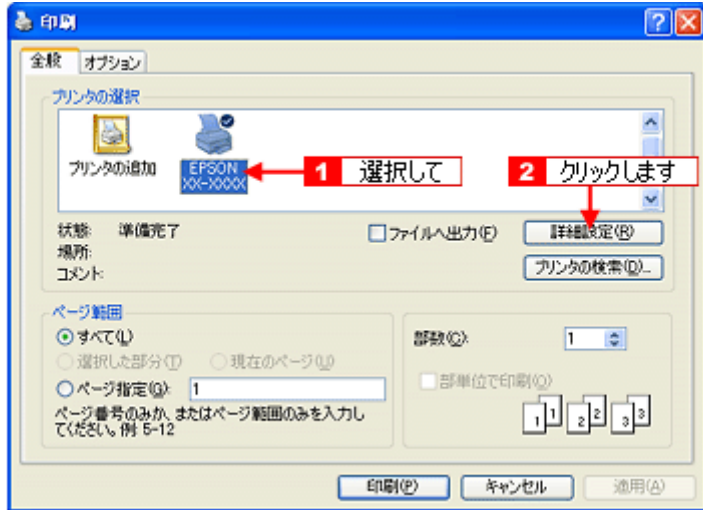 印刷
全般 オプション
プリンタの選択
プリンタの追加
EPSON
XX-XXXX
1 選択して
2 クリックします
状態: 準備完了
場所:
コメント:
ファイルへ出力(F)
詳細設定(R)
プリンタの検索(D)...
ページ範囲
すべて(L)
選択した部分(T) 現在のページ(U)
ページ指定(G): 1
ページ番号のみか、またはページ範囲のみを入力し
てください。例 5-12
部数(C): 1
部単位で印刷(O)
1 1 2 2 3 3
印刷(P) キャンセル 適用(A)